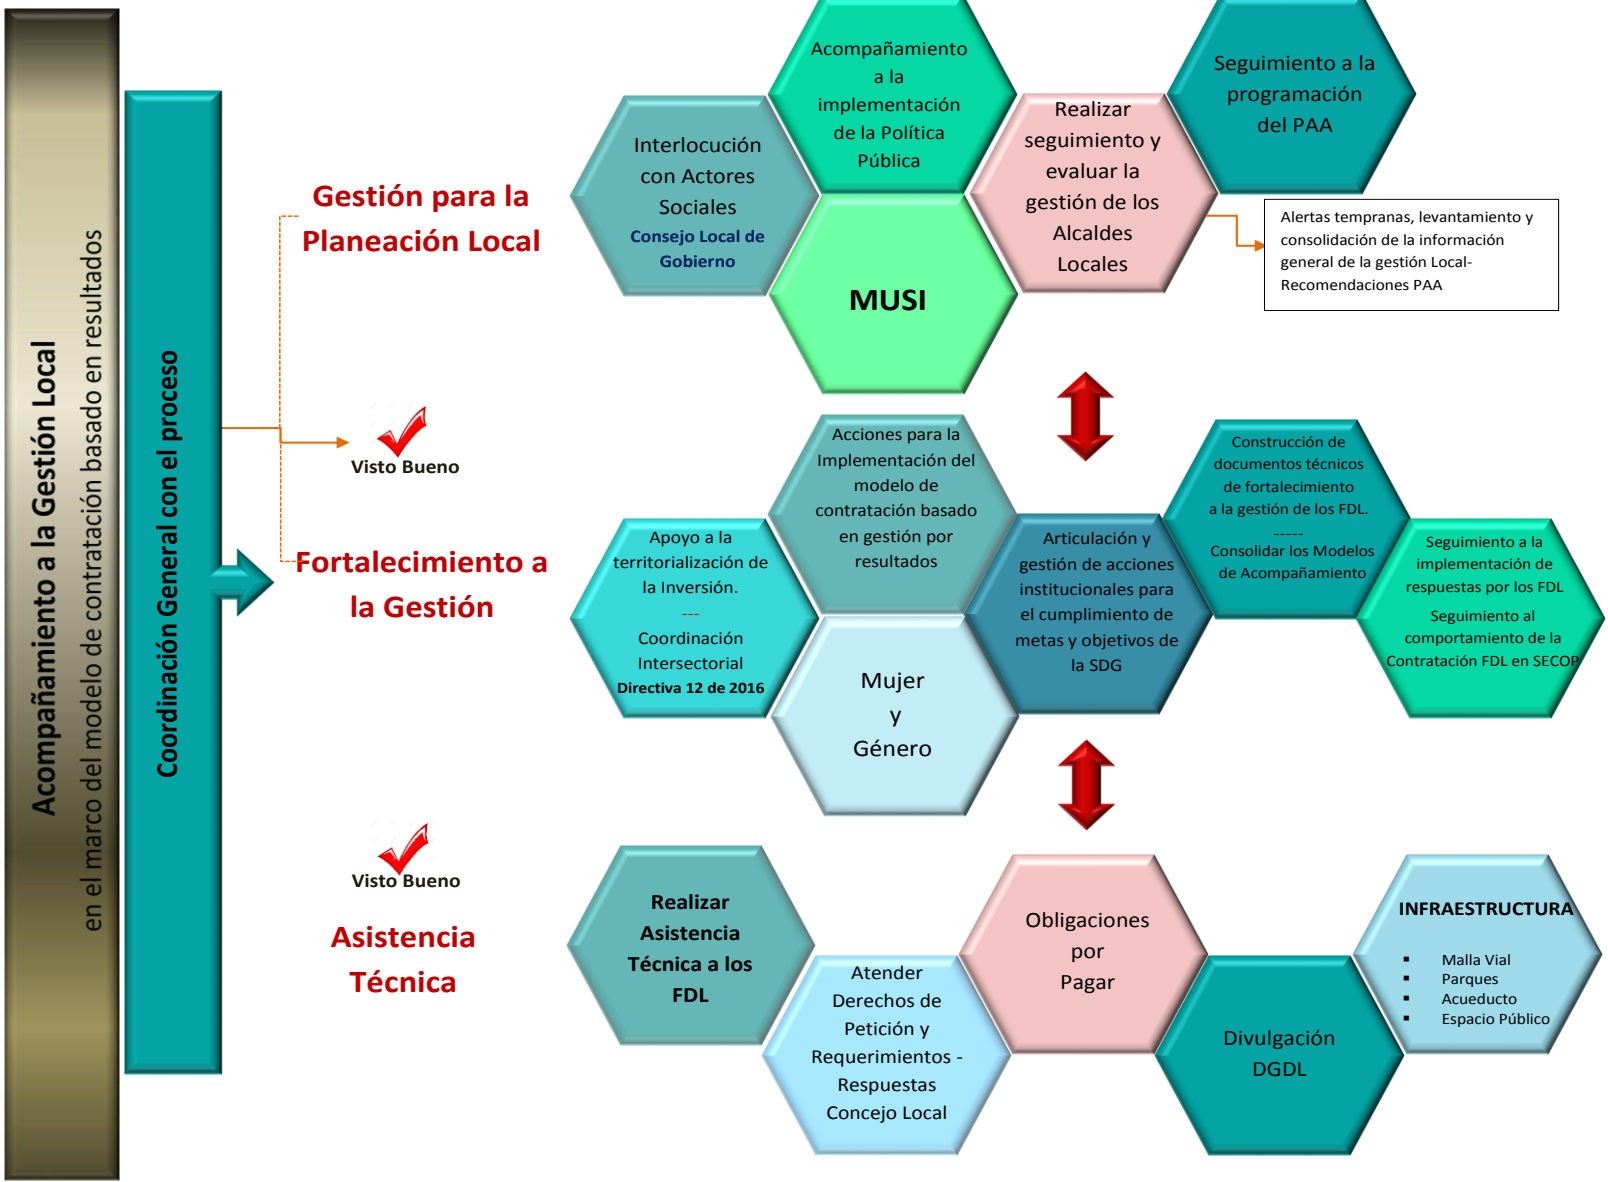 Acompañamiento a la Gestión Local
en el marco del modelo de contratación basado en resultados
Coordinación General con el proceso
Gestión para la
Planeación Local
Visto Bueno
Fortalecimiento a
la Gestión
Visto Bueno
Asistencia
Técnica
Interlocución
con Actores
Sociales
Consejo Local de
Gobierno
Acompañamiento
a la
implementación
de la Política
Pública
MUSI
Realizar
seguimiento y
evaluar la
gestión de los
Alcaldes
Locales
Seguimiento a la
programación
del PAA
Alertas tempranas, levantamiento y
consolidación de la información
general de la gestión Local-
Recomendaciones PAA
Apoyo a la
territorialización de
la Inversión.
---
Coordinación
Intersectorial
Directiva 12 de 2016
Acciones para la
Implementación del
modelo de
contratación basado
en gestión por
resultados
Mujer
y
Género
Articulación y
gestión de acciones
institucionales para
el cumplimiento de
metas y objetivos de
la SDG
Construcción de
documentos técnicos
de fortalecimiento
a la gestión de los FDL.
-----
Consolidar los Modelos
de Acompañamiento
Seguimiento a la
implementación de
respuestas por los FDL
Seguimiento al
comportamiento de la
Contratación FDL en SECOP
Realizar
Asistencia
Técnica a los
FDL
Atender
Derechos de
Petición y
Requerimientos -
Respuestas
Concejo Local
Obligaciones
por
Pagar
Divulgación
DGDL
INFRAESTRUCTURA
▪ Malla Vial
▪ Parques
▪ Acueducto
▪ Espacio Público